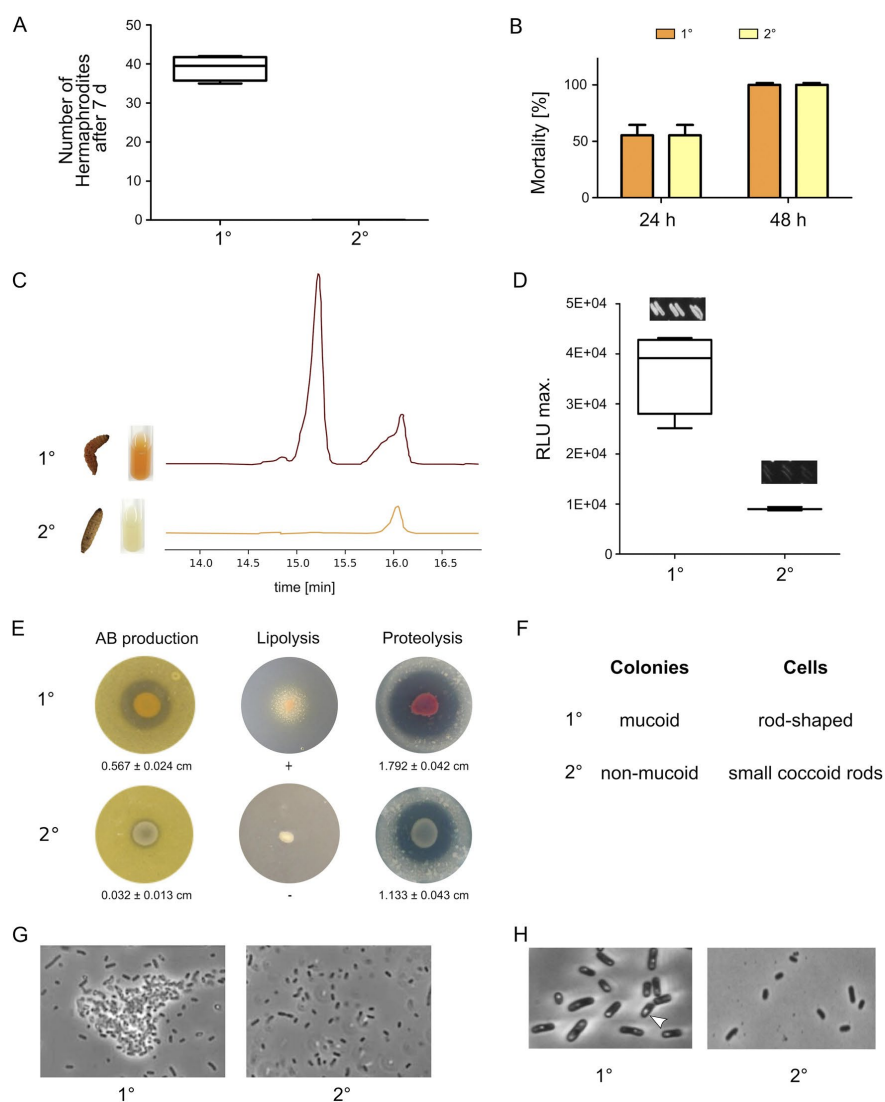 A
Number of
Hermaphrodites
after 7 d
50
40
30
20
10
0
1°
2°
B
1°
2°
Mortality [%]
100
50
0
24 h
48 h
C
1°
2°
14.0
14.5
15.0
15.5
16.0
16.5
time [min]
D
RLU max.
5E+04
4E+04
3E+04
2E+04
1E+04
0
1°
2°
E
AB production
Lipolysis
Proteolysis
1°
0.567 ± 0.024 cm
+
1.792 ± 0.042 cm
2°
0.032 ± 0.013 cm
-
1.133 ± 0.043 cm
F
Colonies
Cells
1°
mucoid
rod-shaped
2°
non-mucoid
small coccoid rods
G
1°
2°
H
1°
2°